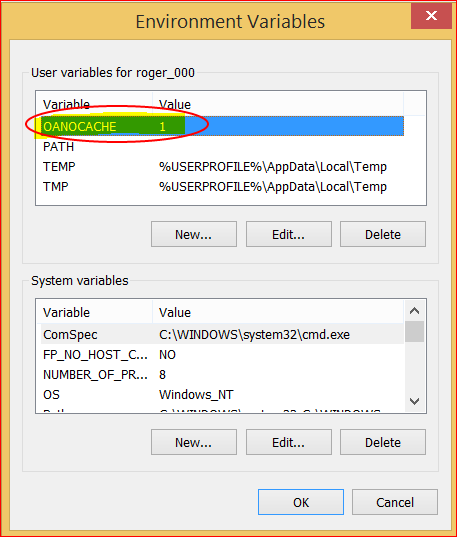 Environment Variables
User variables for roger_000
Variable Value
OANOCACHE 1
PATH
TEMP %USERPROFILE%\AppData\Local\Temp
TMP %USERPROFILE%\AppData\Local\Temp
New... Edit... Delete
System variables
Variable Value
ComSpec C:\WINDOWS\system32\cmd.exe
FP_NO_HOST_C... NO
NUMBER_OF_PR... 8
OS Windows_NT
New... Edit... Delete
OK Cancel